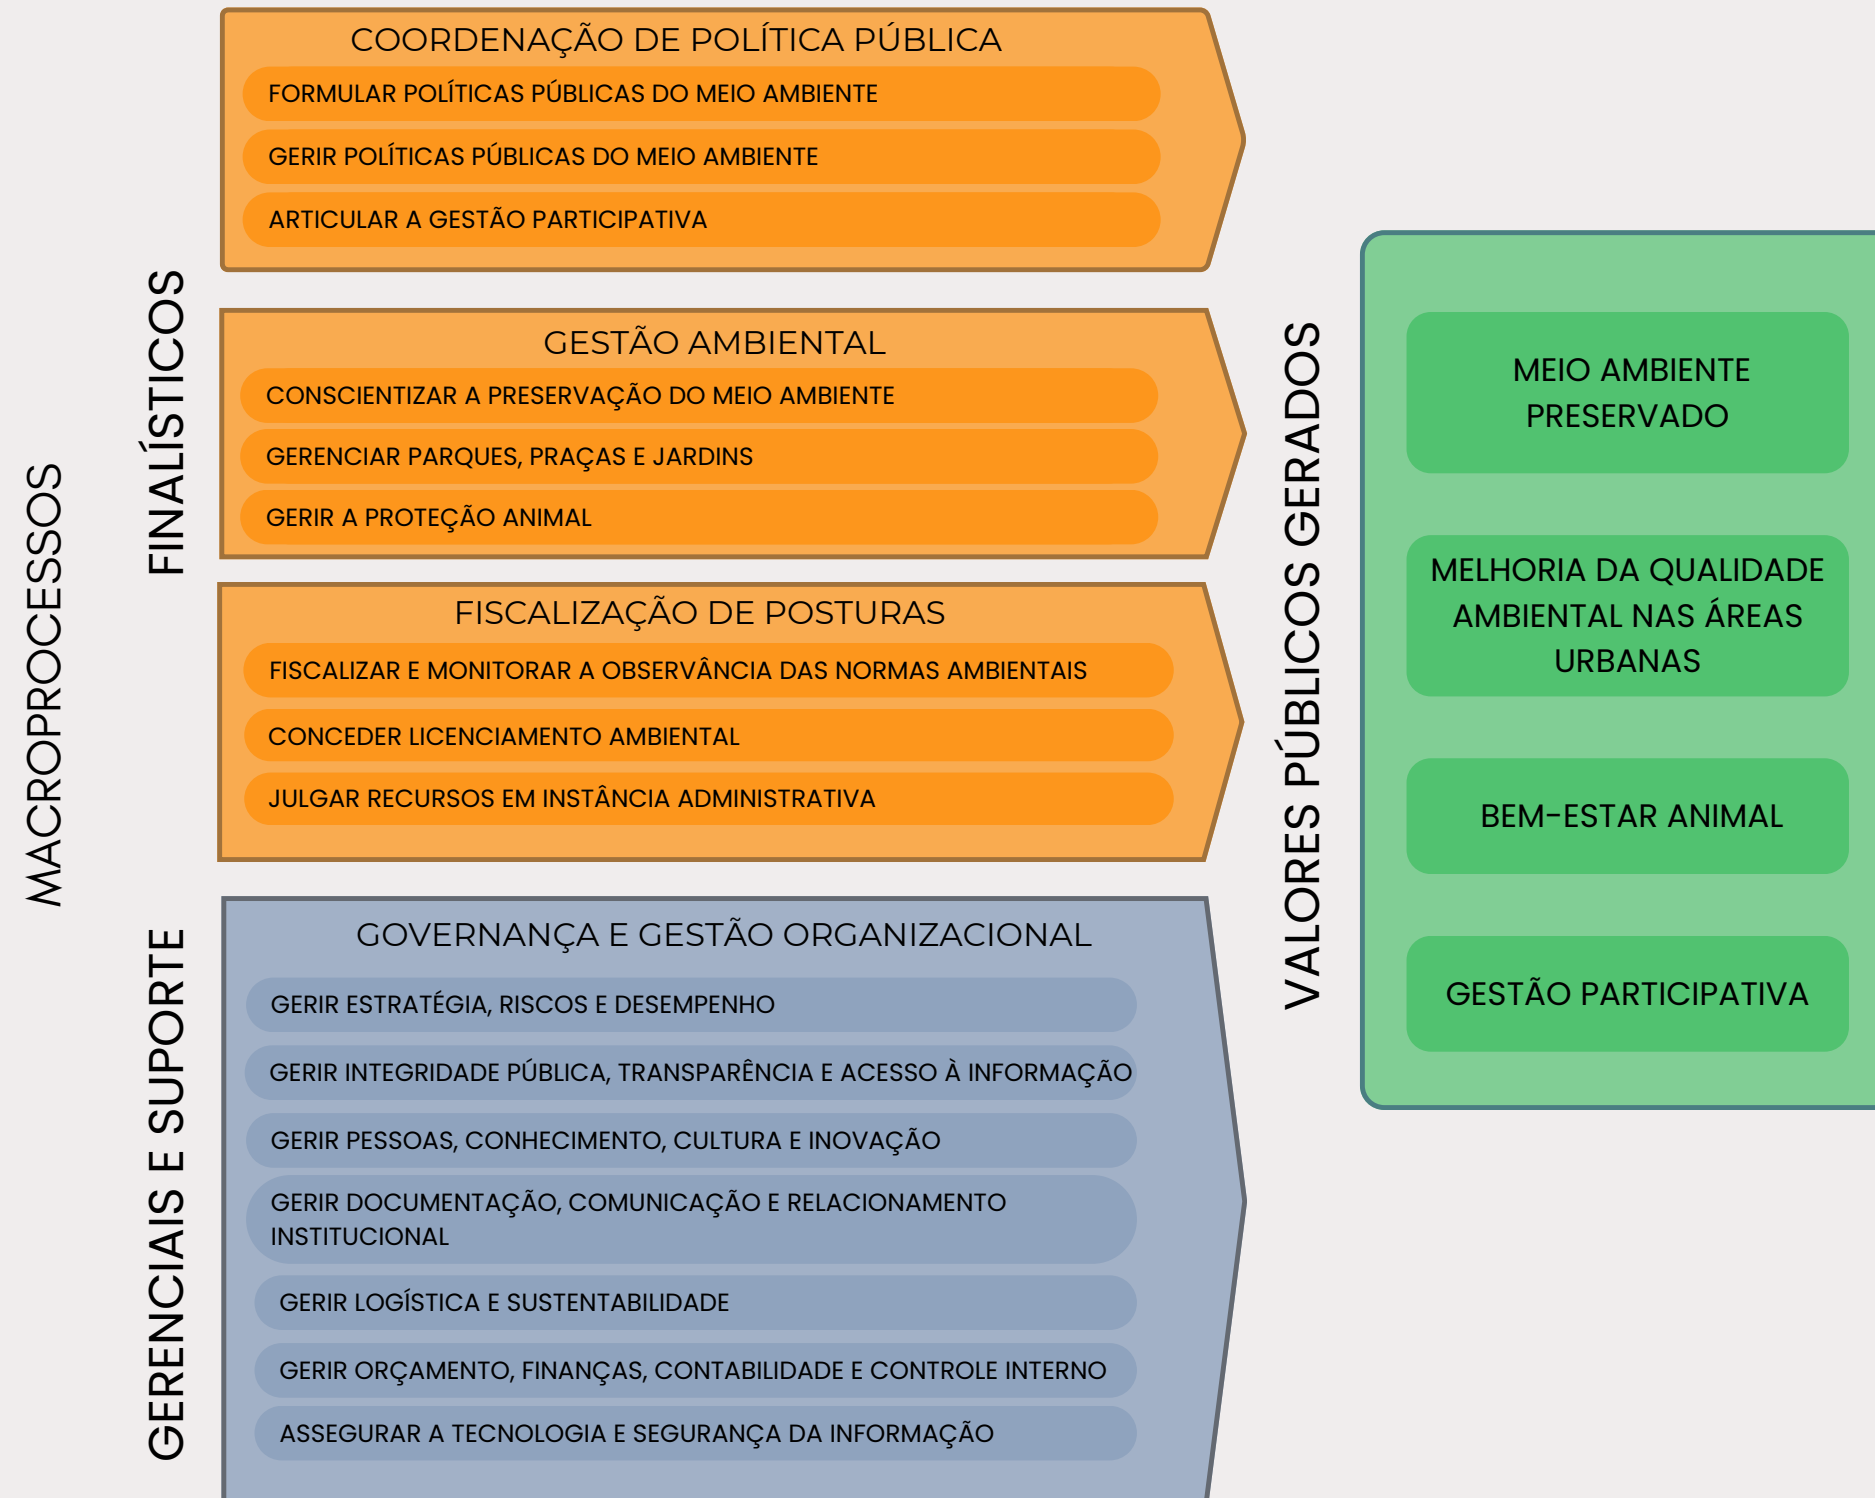 MACROPROCESSOS
FINALÍSTICOS
COORDENAÇÃO DE POLÍTICA PÚBLICA
FORMULAR POLÍTICAS PÚBLICAS DO MEIO AMBIENTE
GERIR POLÍTICAS PÚBLICAS DO MEIO AMBIENTE
ARTICULAR A GESTÃO PARTICIPATIVA
GESTÃO AMBIENTAL
CONSCIENTIZAR A PRESERVAÇÃO DO MEIO AMBIENTE
GERENCIAR PARQUES, PRAÇAS E JARDINS
GERIR A PROTEÇÃO ANIMAL
FISCALIZAÇÃO DE POSTURAS
FISCALIZAR E MONITORAR A OBSERVÂNCIA DAS NORMAS AMBIENTAIS
CONCEDER LICENCIAMENTO AMBIENTAL
JULGAR RECURSOS EM INSTÂNCIA ADMINISTRATIVA
GERENCIAIS E SUPORTE
GOVERNANÇA E GESTÃO ORGANIZACIONAL
GERIR ESTRATÉGIA, RISCOS E DESEMPENHO
GERIR INTEGRIDADE PÚBLICA, TRANSPARÊNCIA E ACESSO À INFORMAÇÃO
GERIR PESSOAS, CONHECIMENTO, CULTURA E INOVAÇÃO
GERIR DOCUMENTAÇÃO, COMUNICAÇÃO E RELACIONAMENTO
INSTITUCIONAL
GERIR LOGÍSTICA E SUSTENTABILIDADE
GERIR ORÇAMENTO, FINANÇAS, CONTABILIDADE E CONTROLE INTERNO
ASSEGURAR A TECNOLOGIA E SEGURANÇA DA INFORMAÇÃO
VALORES PÚBLICOS GERADOS
MEIO AMBIENTE
PRESERVADO
MELHORIA DA QUALIDADE
AMBIENTAL NAS ÁREAS
URBANAS
BEM-ESTAR ANIMAL
GESTÃO PARTICIPATIVA